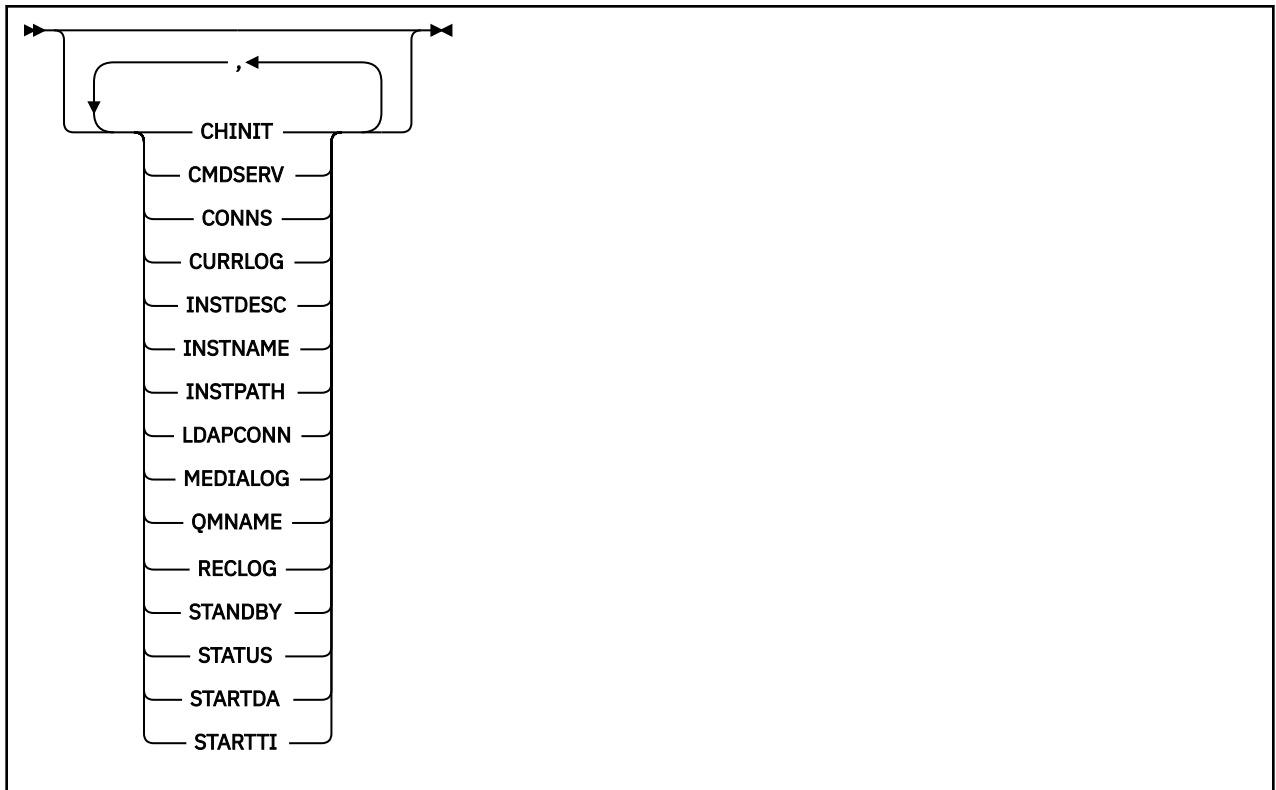 ,
CHINIT
CMDSERV
CONNS
CURRLOG
INSTDESC
INSTNAME
INSTPATH
LDAPCONN
MEDIALOG
QMNAME
RECLOG
STANDBY
STATUS
STARTDA
STARTTI